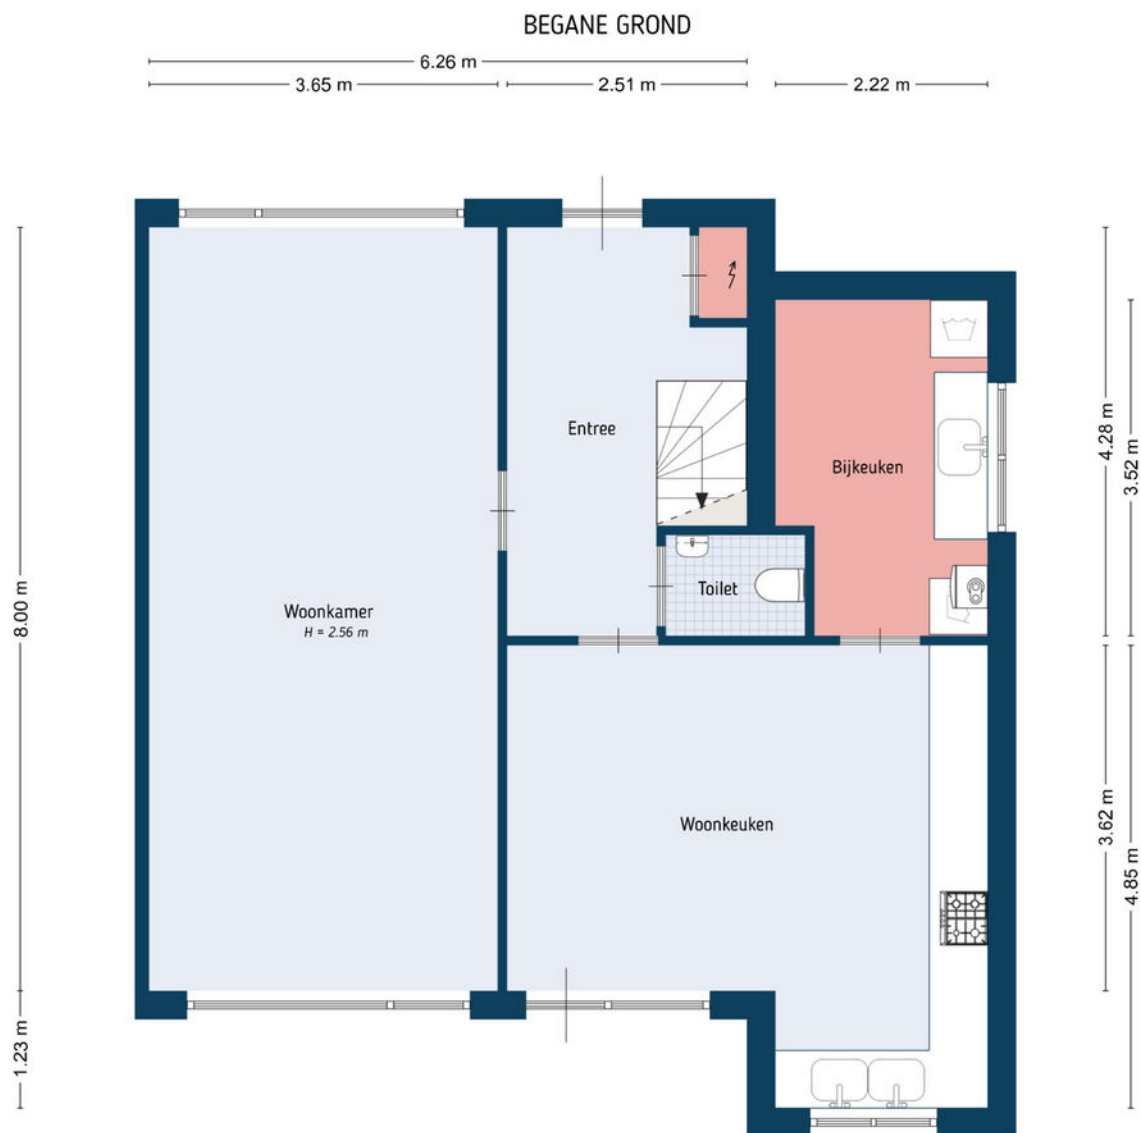 BEGANE GROND
6.26 m
3.65 m
2.51 m
2.22 m
8.00 m
1.23 m
4.28 m
3.52 m
3.62 m
4.85 m
Entree
Bijkeuken
Toilet
Woonkamer
H = 2.56 m
Woonkeuken